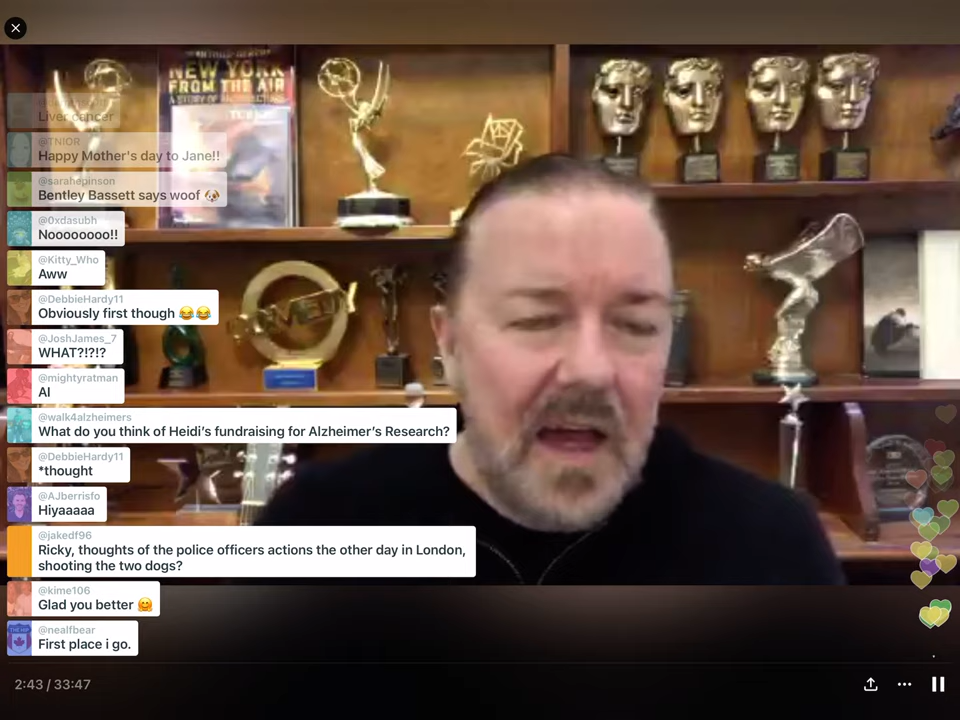 NEW YORK
FROM THE AIR
Liver cancer
@TNIOR
Happy Mother's day to Jane!!
@sarahepinson
Bentley Bassett says woof 🐶
@0xdasubh
Noooooooo!!
@Kitty_Who
Aww
@DebbieHardy11
Obviously first though 😂😂
@JoshJames_7
WHAT?!?!?
@mightyratman
AI
@walk4alzheimers
What do you think of Heidi’s fundraising for Alzheimer’s Research?
@DebbieHardy11
*thought
@AJberrisfo
Hiyaaaaa
@jakedf96
Ricky, thoughts of the police officers actions the other day in London,
shooting the two dogs?
@kime106
Glad you better 🤗
@nealfbear
First place i go.
COMEDY
2:43 / 33:47